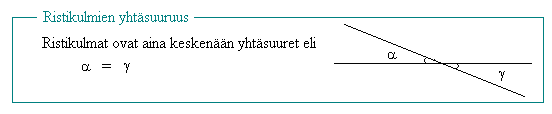 Ristikulmien yhtäsuuruus
Ristikulmat ovat aina keskenään yhtäsuuret eli
α = γ
α
γ